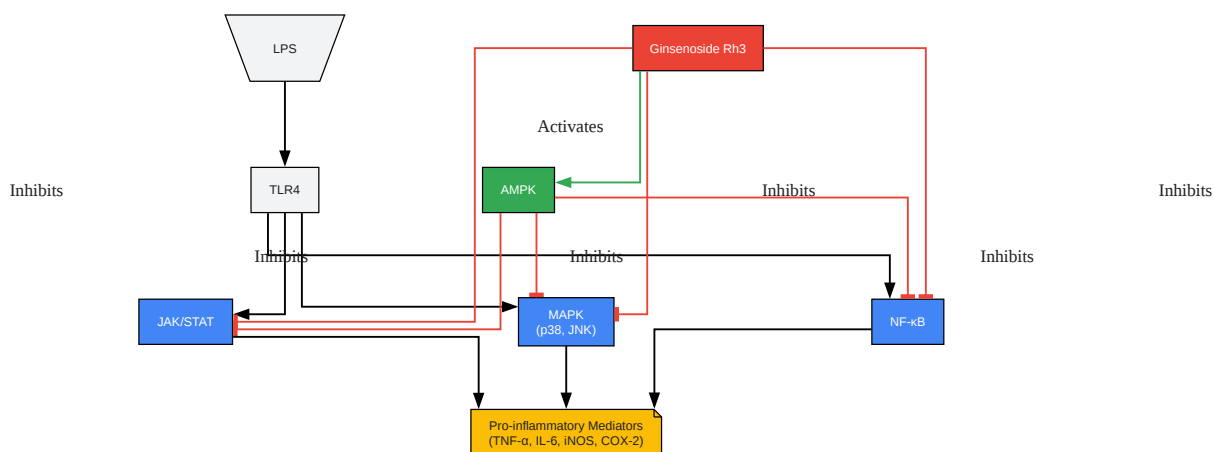 LPS
Ginsenoside Rh3
Activates
Inhibits
TLR4
AMPK
Inhibits
Inhibits
Inhibits
Inhibits
Inhibits
JAK/STAT
MAPK
(p38, JNK)
NF-κB
Pro-inflammatory Mediators
(TNF-α, IL-6, iNOS, COX-2)